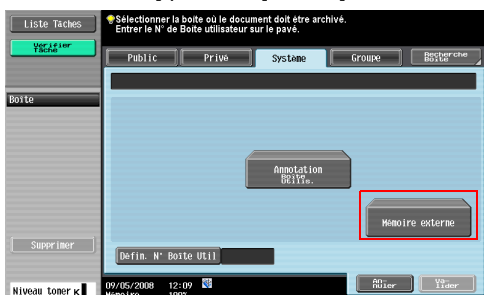 Liste Tâches
Sélectionner la boîte où le document doit être archivé.
Entrer le N° de Boîte utilisateur sur le pavé.
Vérifier
Tâche
Public
Privé
Système
Groupe
Recherche
Boîte
Boîte
Annotation
Boîte
Utilis.
Mémoire externe
Supprimer
Défin. N° Boîte Util
09/05/2008 12:09
An-
nuler
Va-
lider
Niveau toner K
Mémoire 100%